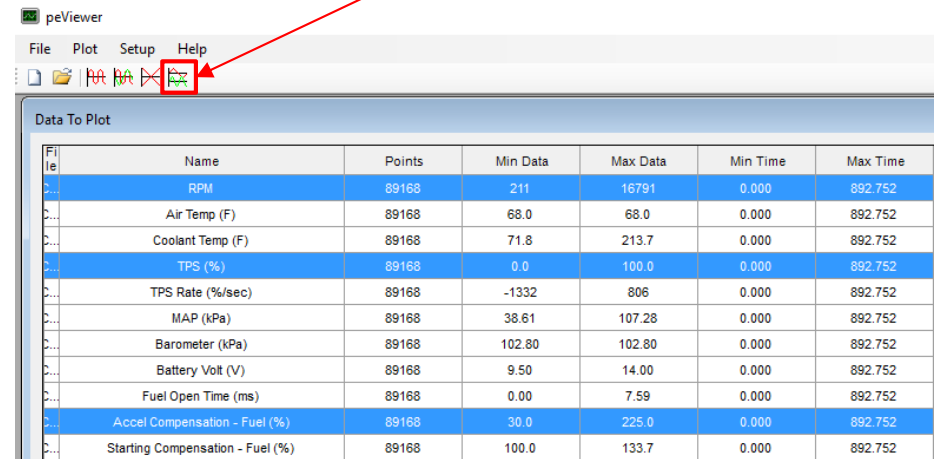 peViewer
File Plot Setup Help
Data To Plot
Fi
le Name Points Min Data Max Data Min Time Max Time
C... RPM 89168 211 16791 0.000 892.752
C... Air Temp (F) 89168 68.0 68.0 0.000 892.752
C... Coolant Temp (F) 89168 71.8 213.7 0.000 892.752
C... TPS (%) 89168 0.0 100.0 0.000 892.752
C... TPS Rate (%/sec) 89168 -1332 806 0.000 892.752
C... MAP (kPa) 89168 38.61 107.28 0.000 892.752
C... Barometer (kPa) 89168 102.80 102.80 0.000 892.752
C... Battery Volt (V) 89168 9.50 14.00 0.000 892.752
C... Fuel Open Time (ms) 89168 0.00 7.59 0.000 892.752
C... Accel Compensation - Fuel (%) 89168 30.0 225.0 0.000 892.752
C... Starting Compensation - Fuel (%) 89168 100.0 133.7 0.000 892.752